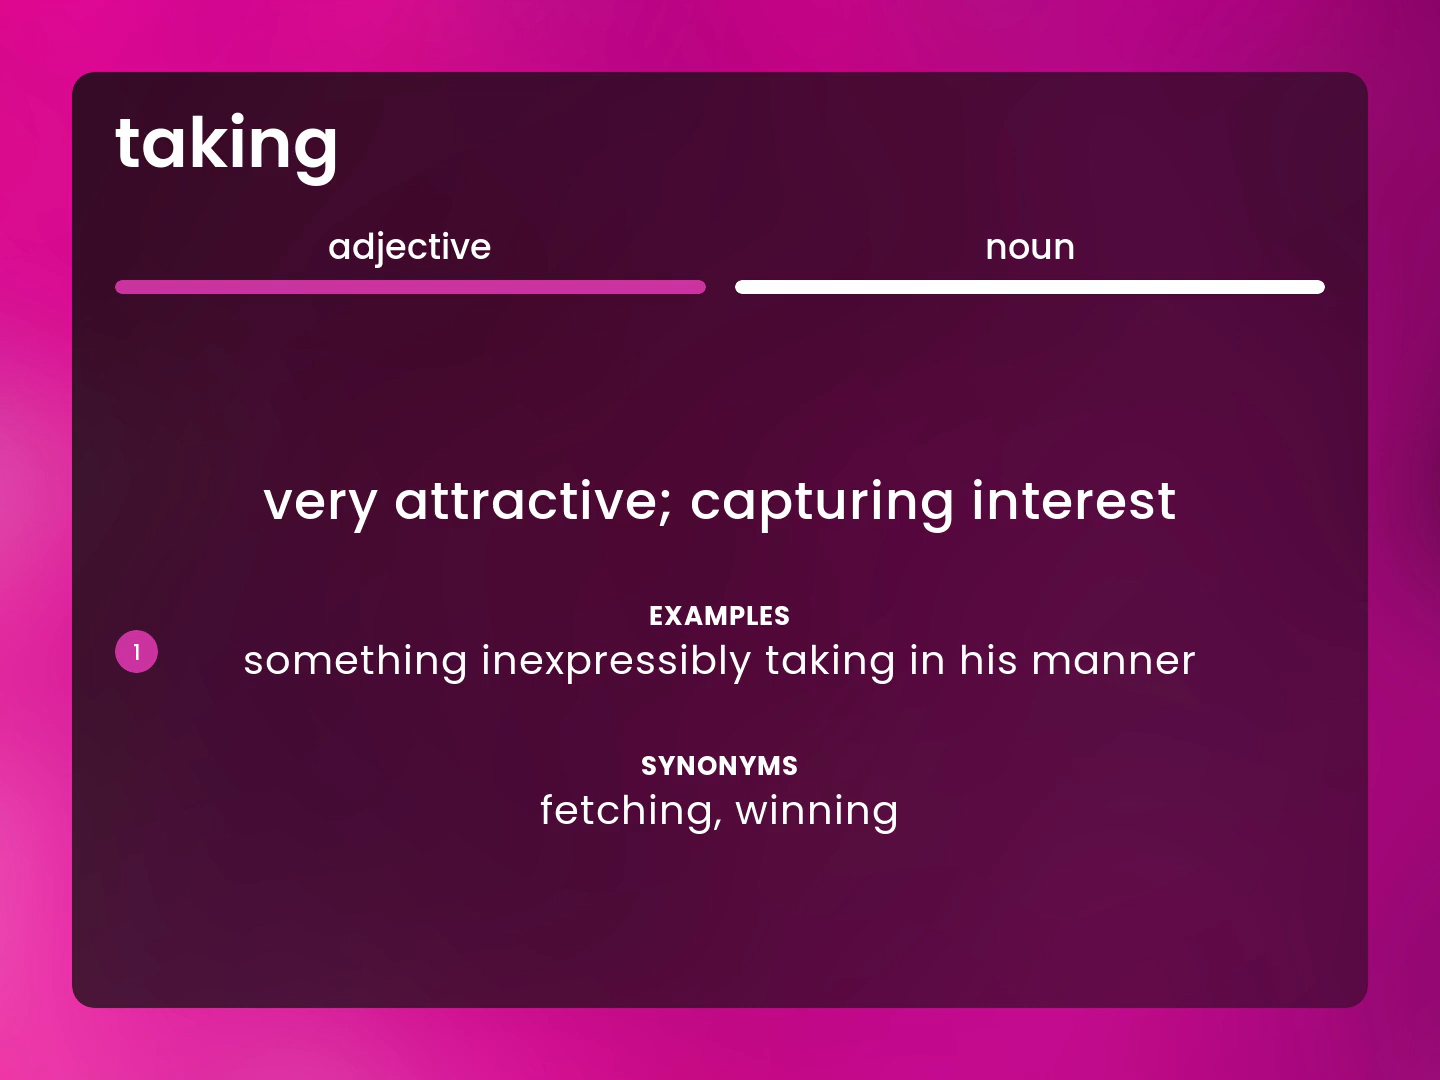 taking
adjective
noun
very attractive; capturing interest
EXAMPLES
1
something inexpressibly taking in his manner
SYNONYMS
fetching, winning